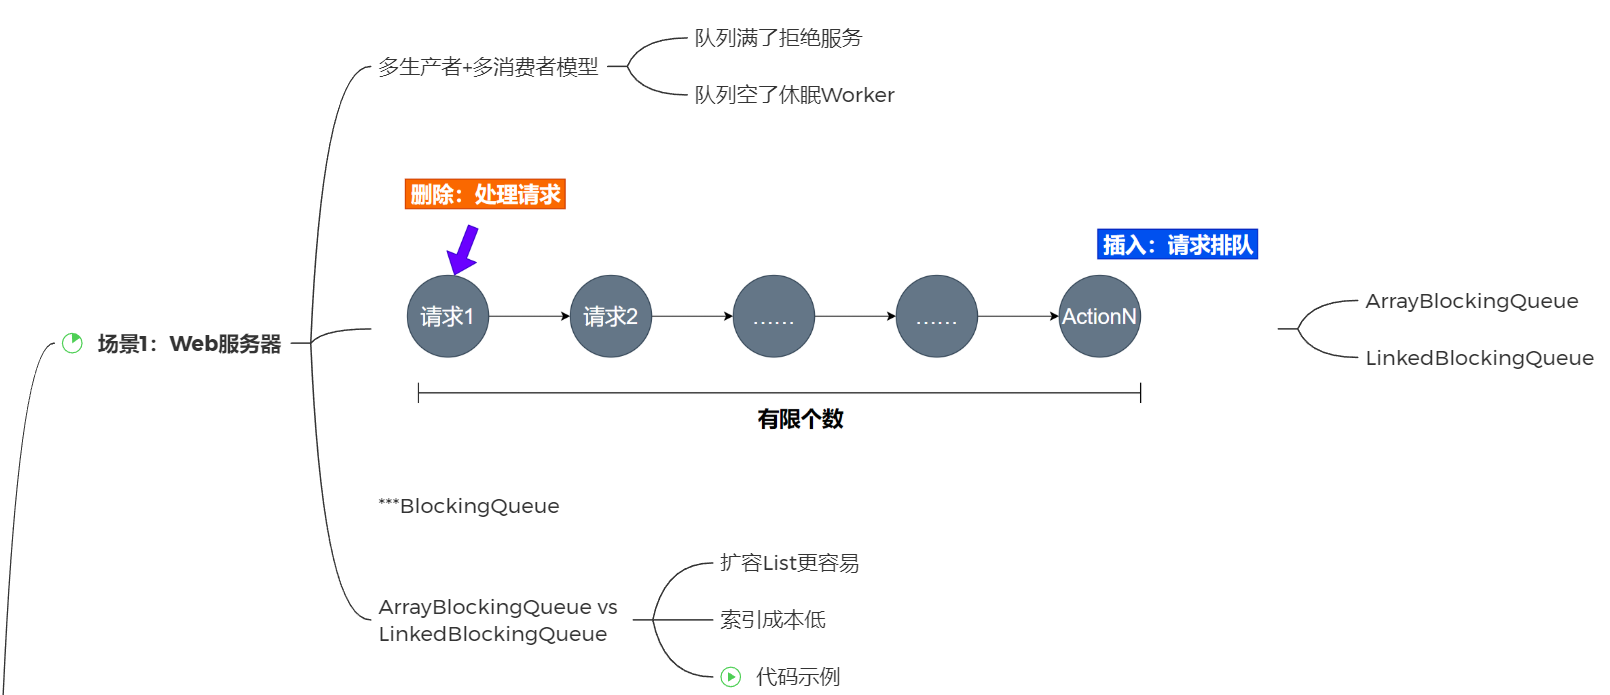 队列满了拒绝服务
多生产者+多消费者模型
队列空了休眠Worker
删除：处理请求
插入：请求排队
请求1
请求2
……
……
ActionN
ArrayBlockingQueue
场景1：Web服务器
LinkedBlockingQueue
有限个数
***BlockingQueue
扩容List更容易
ArrayBlockingQueue vs
LinkedBlockingQueue
索引成本低
代码示例